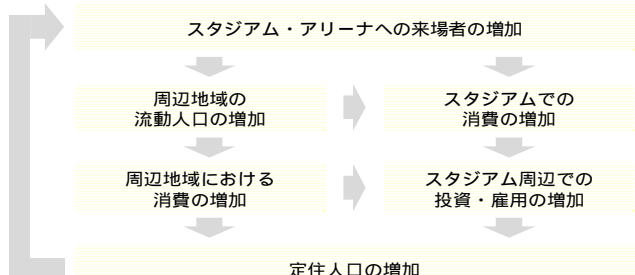 スタジアム・アリーナへの来場者の増加
周辺地域の
流動人口の増加
スタジアムでの
消費の増加
周辺地域における
消費の増加
スタジアム周辺での
投資・雇用の増加
定住人口の増加